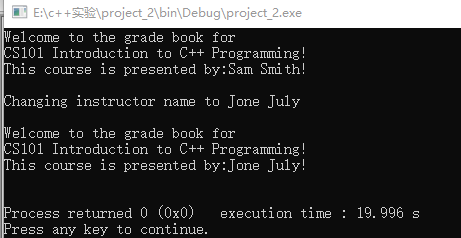 E:\c++实验\project_2\bin\Debug\project_2.exe
Welcome to the grade book for
CS101 Introduction to C++ Programming!
This course is presented by:Sam Smith!
Changing instructor name to Jone July
Welcome to the grade book for
CS101 Introduction to C++ Programming!
This course is presented by:Jone July!
Process returned 0 (0x0)   execution time : 19.996 s
Press any key to continue.